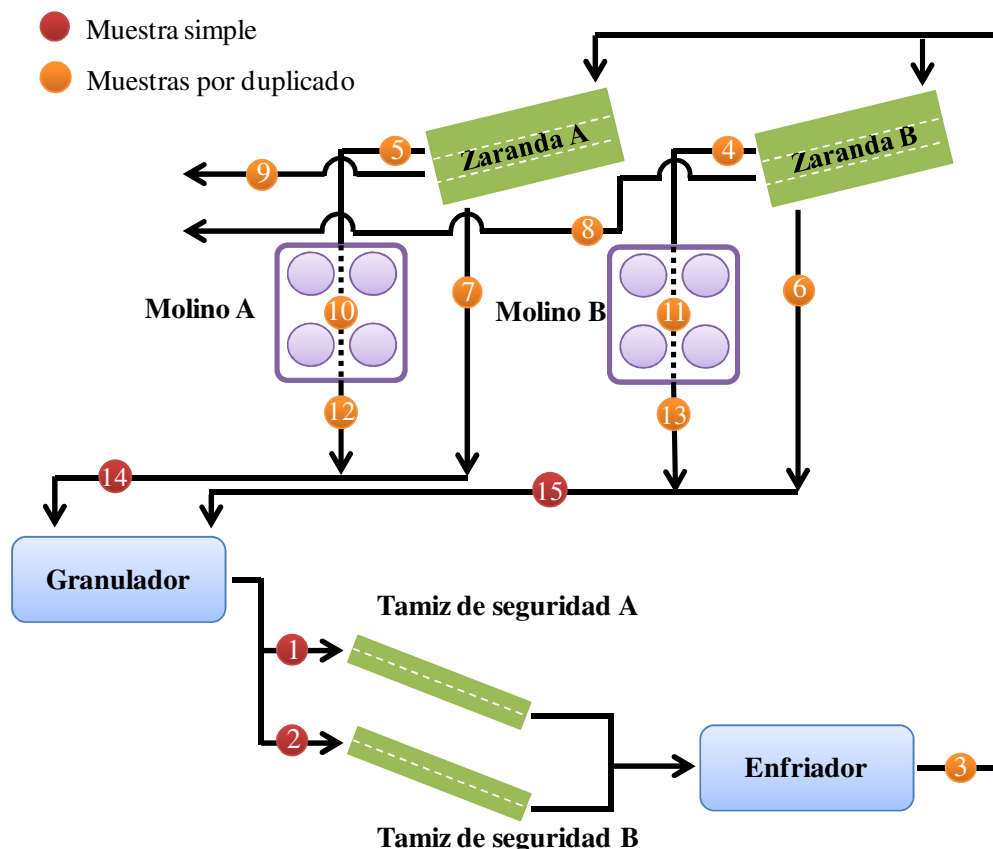 Muestra simple
Muestras por duplicado
Zaranda A
Zaranda B
5
4
9
8
7
6
Molino A
10
Molino B
11
12
13
14
15
Granulador
Tamiz de seguridad A
1
2
Enfriador
3
Tamiz de seguridad B